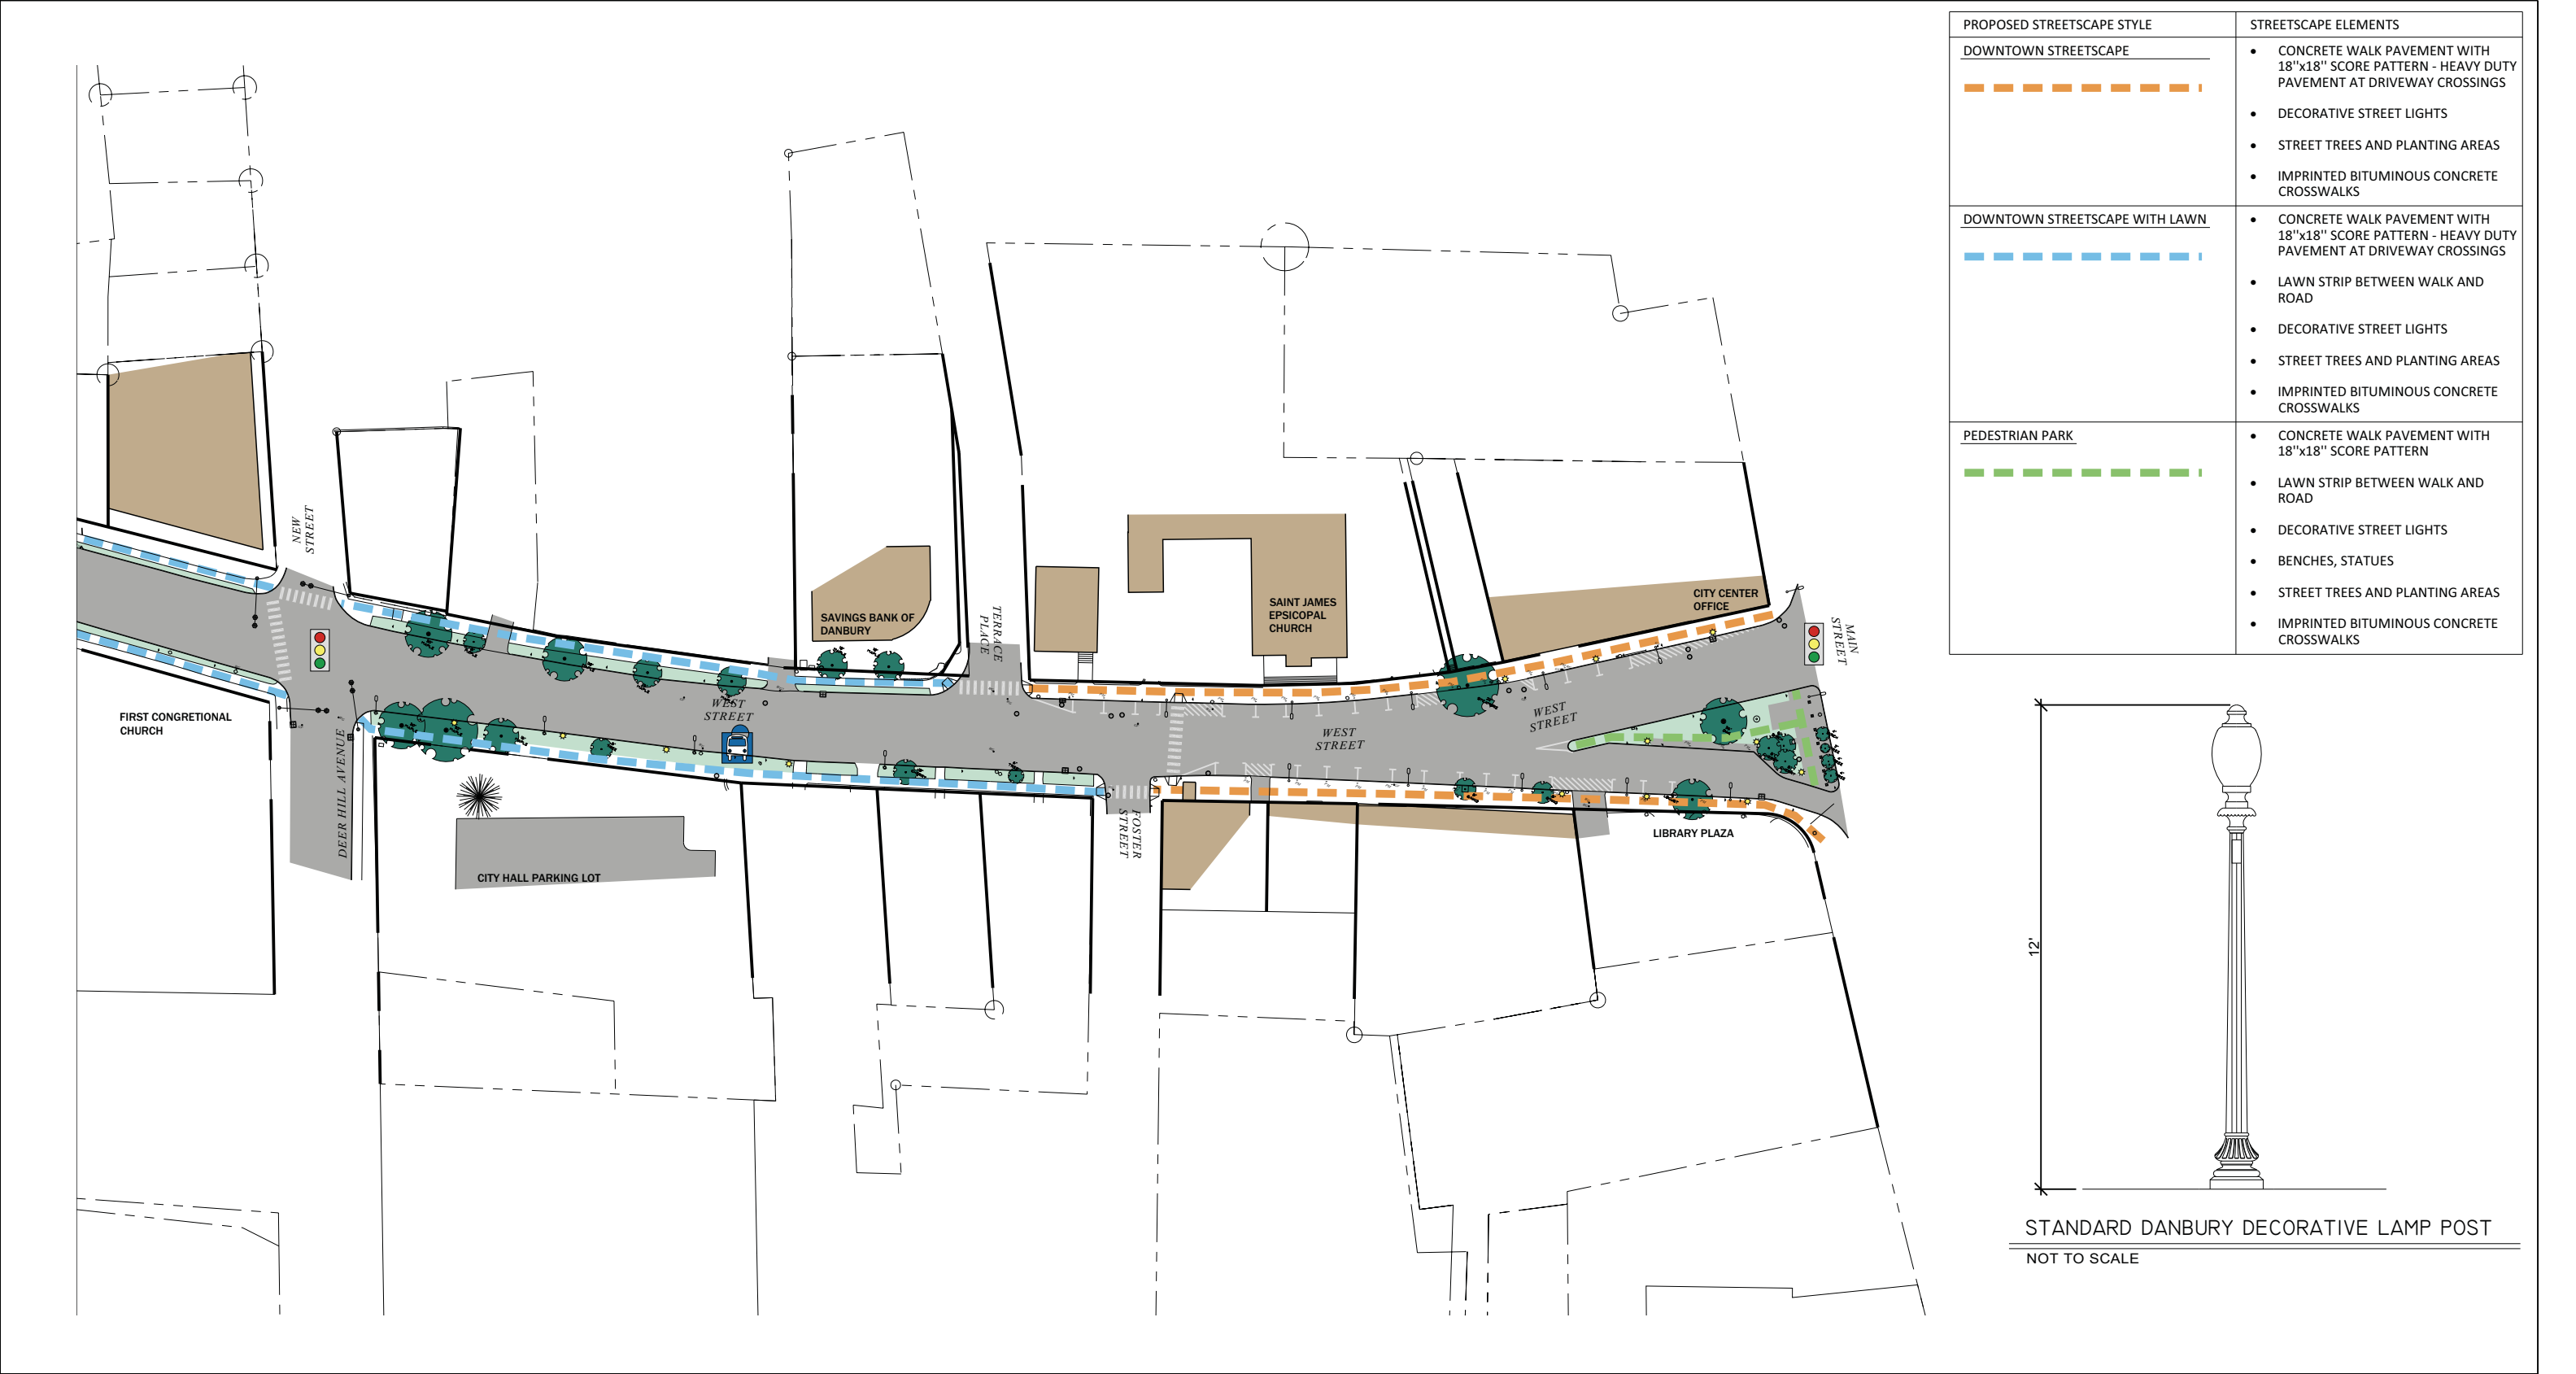 PROPOSED STREETSCAPE STYLE
STREETSCAPE ELEMENTS
DOWNTOWN STREETSCAPE
• CONCRETE WALK PAVEMENT WITH
18"x18" SCORE PATTERN - HEAVY DUTY
PAVEMENT AT DRIVEWAY CROSSINGS
• DECORATIVE STREET LIGHTS
• STREET TREES AND PLANTING AREAS
• IMPRINTED BITUMINOUS CONCRETE
CROSSWALKS
DOWNTOWN STREETSCAPE WITH LAWN
• CONCRETE WALK PAVEMENT WITH
18"x18" SCORE PATTERN - HEAVY DUTY
PAVEMENT AT DRIVEWAY CROSSINGS
• LAWN STRIP BETWEEN WALK AND
ROAD
• DECORATIVE STREET LIGHTS
• STREET TREES AND PLANTING AREAS
• IMPRINTED BITUMINOUS CONCRETE
CROSSWALKS
PEDESTRIAN PARK
• CONCRETE WALK PAVEMENT WITH
18"x18" SCORE PATTERN
• LAWN STRIP BETWEEN WALK AND
ROAD
• DECORATIVE STREET LIGHTS
• BENCHES, STATUES
• STREET TREES AND PLANTING AREAS
• IMPRINTED BITUMINOUS CONCRETE
CROSSWALKS
NEW
STREET
SAVINGS BANK OF
DANBURY
TERRACE
PLACE
SAINT JAMES
EPSICOPAL
CHURCH
CITY CENTER
OFFICE
MAIN
STREET
FIRST CONGRETIONAL
CHURCH
DEER HILL AVENUE
WEST
STREET
WEST
STREET
WEST
STREET
FOSTER
STREET
LIBRARY PLAZA
CITY HALL PARKING LOT
12'
STANDARD DANBURY DECORATIVE LAMP POST
NOT TO SCALE